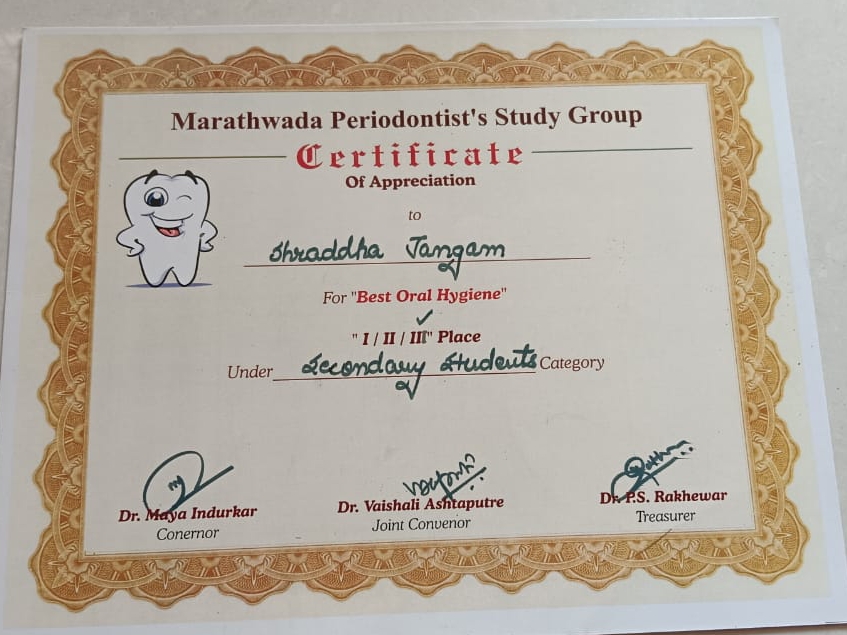 Marathwada Periodontist's Study Group
Certificate
Of Appreciation
to
Shraddha Jangam
For "Best Oral Hygiene"
✓
" I / II / III" Place
Under Secondary Students Category
Dr. Maya Indurkar
Conernor
Dr. Vaishali Ashtaputre
Joint Convenor
Dr. P.S. Rakhewar
Treasurer